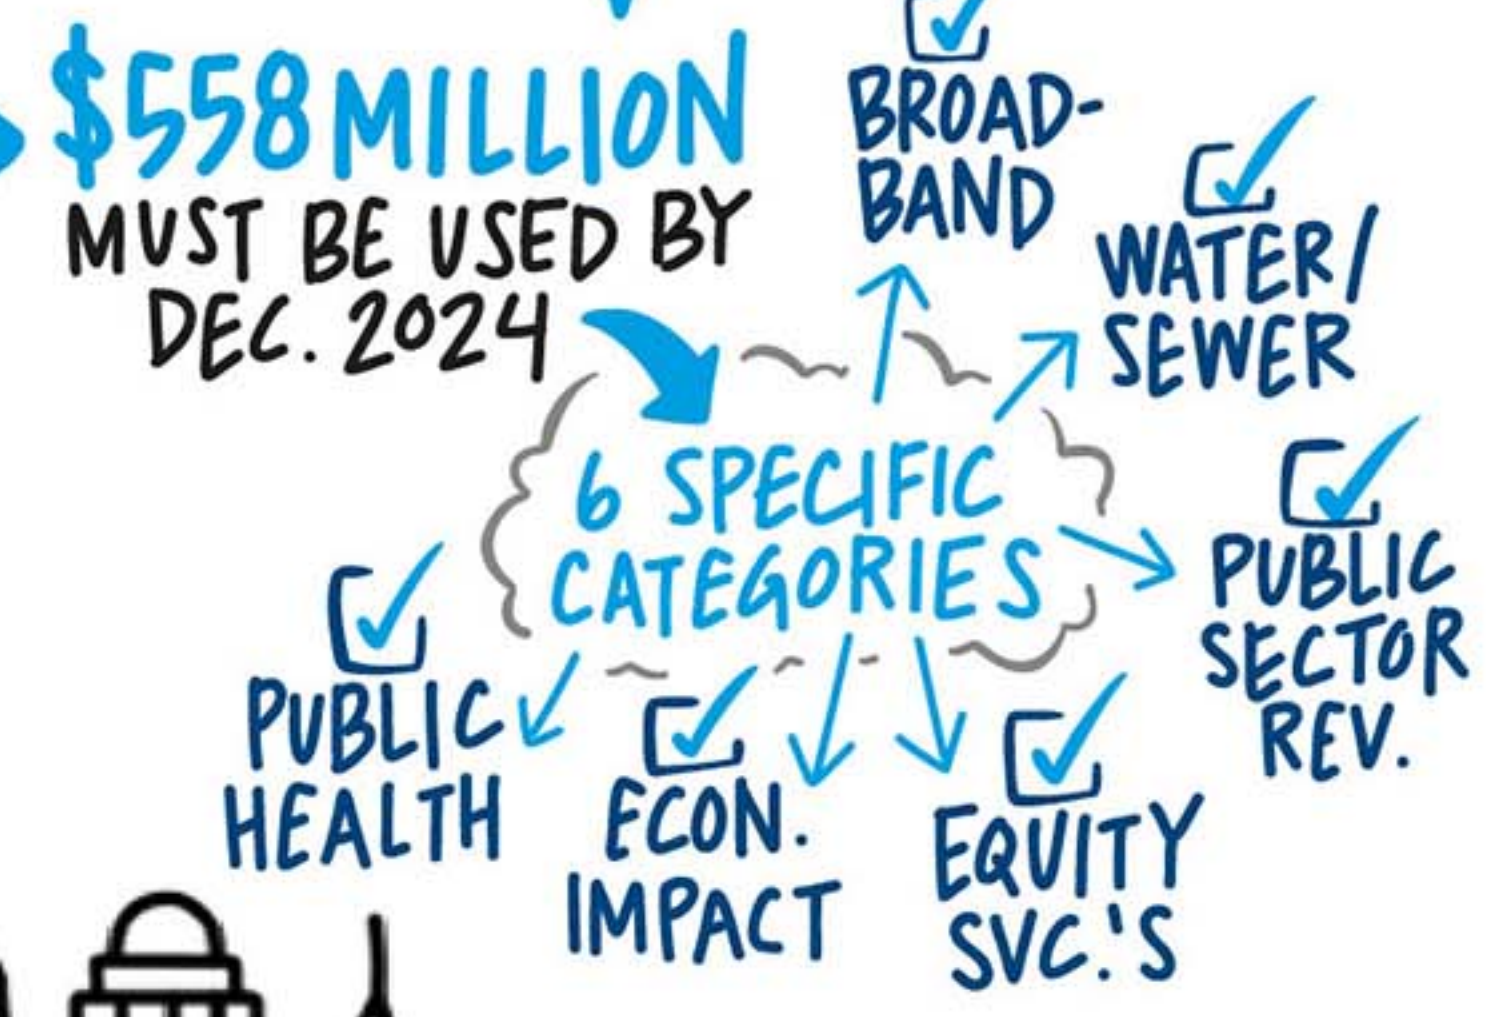 $558 MILLION
MUST BE USED BY
DEC. 2024
6 SPECIFIC
CATEGORIES
BROAD-
BAND
WATER/
SEWER
PUBLIC
SECTOR
REV.
EQUITY
SVC.'S
ECON.
IMPACT
PUBLIC
HEALTH